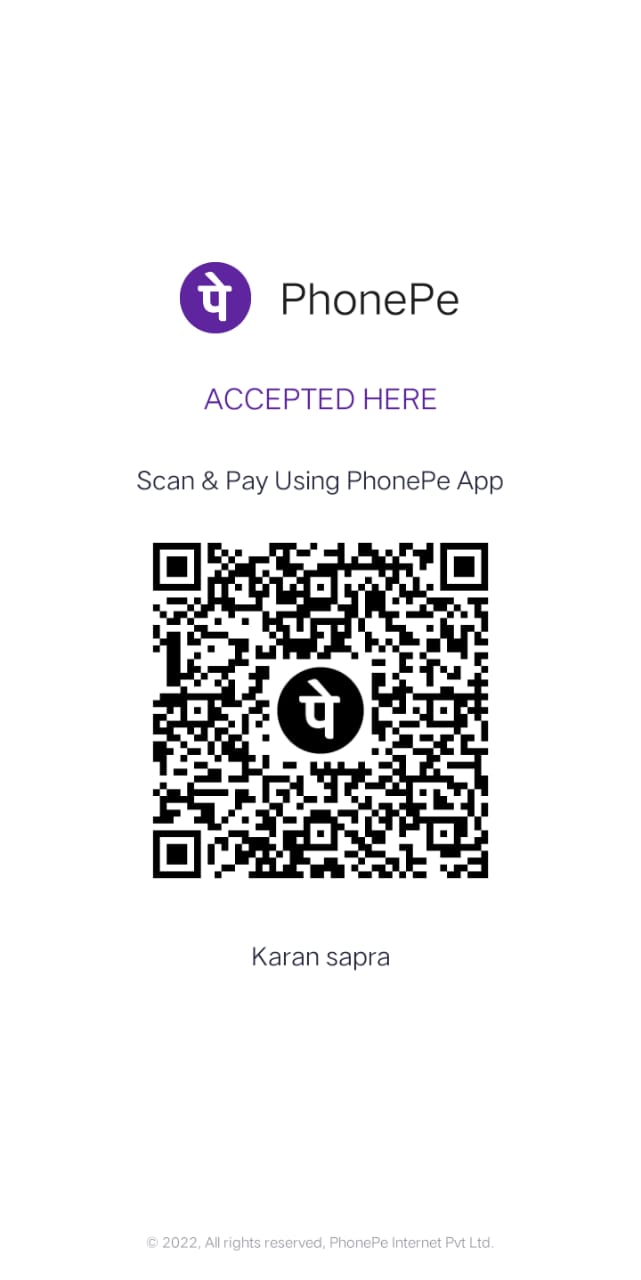 पे PhonePe
ACCEPTED HERE
Scan & Pay Using PhonePe App
पे
Karan sapra
© 2022, All rights reserved, PhonePe Internet Pvt Ltd.